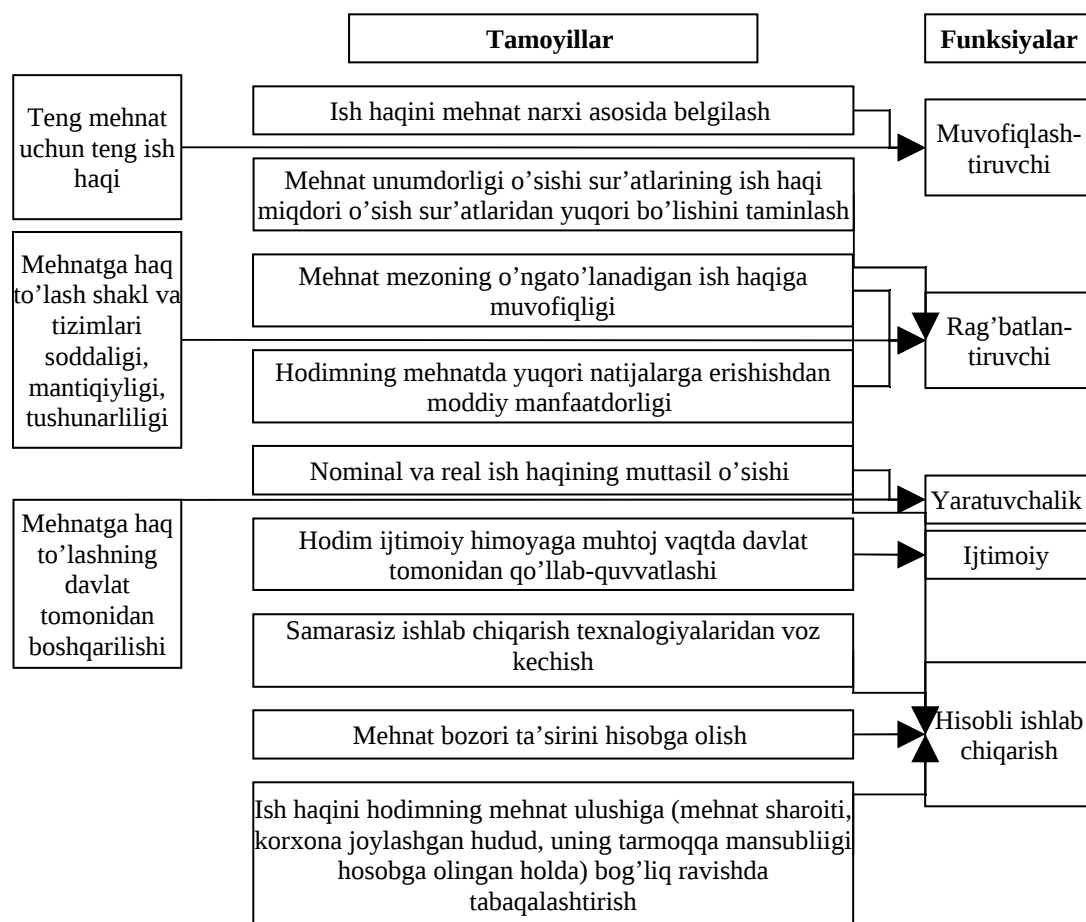 Tamoyillar
Funksiyalar
Teng mehnat
uchun teng ish
haqi
Ish haqini mehnat narxi asosida belgilash
Muvofiqlash-
tiruvchi
Mehnat unumdorligi o’sishi sur’atlarining ish haqi
miqdori o’sish sur’atlaridan yuqori bo’lishini taminlash
Mehnatga haq
to’lash shakl va
tizimlari
soddaligi,
mantiqiyligi,
tushunarliligi
Mehnat mezoning o’ngato’lanadigan ish haqiga
muvofiqligi
Rag’batlan-
tiruvchi
Hodimning mehnatda yuqori natijalarga erishishdan
moddiy manfaatdorligi
Nominal va real ish haqining muttasil o’sishi
Yaratuvchalik
Mehnatga haq
to’lashning
davlat
tomonidan
boshqarilishi
Hodim ijtimoiy himoyaga muhtoj vaqtda davlat
tomonidan qo’llab-quvvatlashi
Ijtimoiy
Samarasiz ishlab chiqarish texnalogiyalaridan voz
kechish
Mehnat bozori ta’sirini hisobga olish
Hisobli ishlab
chiqarish
Ish haqini hodimning mehnat ulushiga (mehnat sharoiti,
korxona joylashgan hudud, uning tarmoqqa mansubliigi
hosobga olingan holda) bog’liq ravishda
tabaqalashtirish